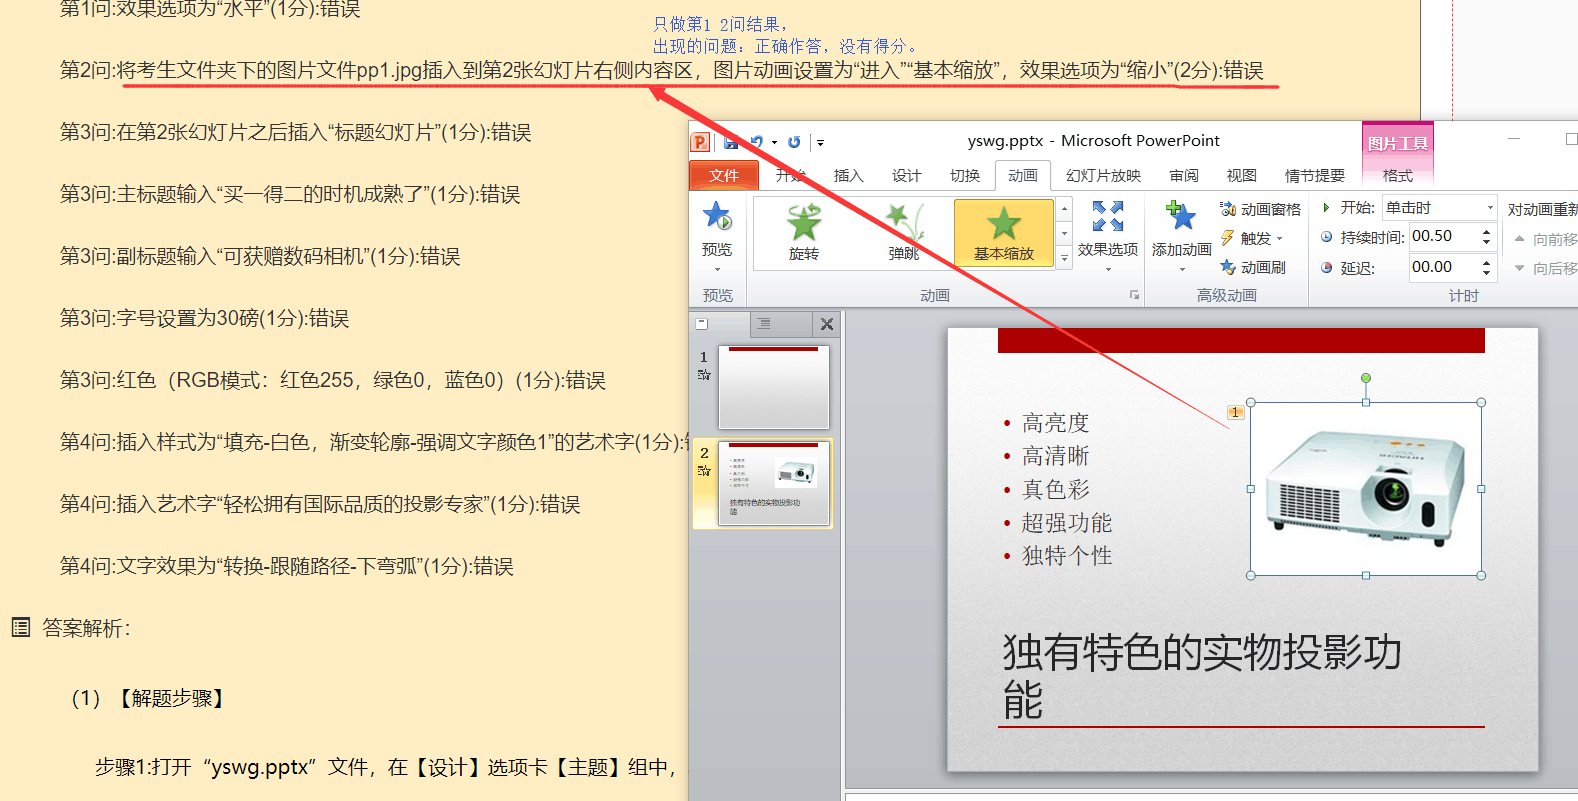 第1问:效果选项为“水平”(1分):错误
只做第1 2问结果,
出现的问题: 正确作答, 没有得分。
第2问:将考生文件夹下的图片文件pp1.jpg插入到第2张幻灯片右侧内容区，图片动画设置为“进入”“基本缩放”，效果选项为“缩小”(2分):错误
第3问:在第2张幻灯片之后插入“标题幻灯片”(1分):错误
第3问:主标题输入“买一得二的时机成熟了”(1分):错误
第3问:副标题输入“可获赠数码相机”(1分):错误
第3问:字号设置为30磅(1分):错误
第3问:红色（RGB模式：红色255，绿色0，蓝色0）(1分):错误
第4问:插入样式为“填充-白色，渐变轮廓-强调文字颜色1”的艺术字(1分):
第4问:插入艺术字“轻松拥有国际品质的投影专家”(1分):错误
第4问:文字效果为“转换-跟随路径-下弯弧”(1分):错误
答案解析：
（1）【解题步骤】
步骤1:打开“yswg.pptx”文件，在【设计】选项卡【主题】组中，
yswg.pptx - Microsoft PowerPoint
图片工具
文件 开始 插入 设计 切换 动画 幻灯片放映 审阅 视图 情节提要 格式
预览
旋转 弹跳 基本缩放
效果选项
添加动画
动画窗格
触发
动画刷
开始: 单击时
持续时间: 00.50
延迟: 00.00
对动画重新
向前移
向后移
预览 动画 高级动画 计时
1
2
高亮度
高清晰
真色彩
超强功能
独特个性
独有特色的实物投影功
能
1
• 高亮度
• 高清晰
• 真色彩
• 超强功能
• 独特个性
独有特色的实物投影功
能